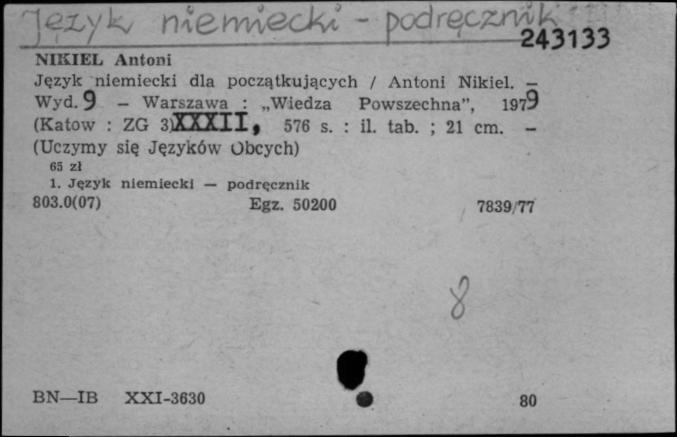 Język niemiecki - podręcznik
243133
NIKIEL Antoni
Język niemiecki dla początkujących / Antoni Nikiel. —
Wyd. 9 — Warszawa : „Wiedza Powszechna”, 1979
(Katow : ZG 3) XXXII, 576 s. : il. tab. ; 21 cm. —
(Uczymy się Języków Obcych)
65 zł
1. Język niemiecki — podręcznik
803.0(07) Egz. 50200 7839/77
8
BN—IB XXI-3630 80